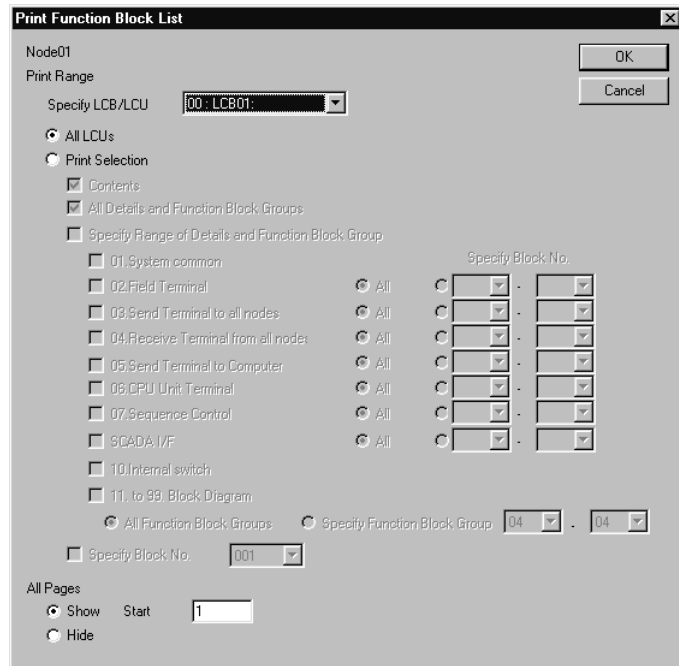 Print Function Block List
Node01
OK
Print Range
Cancel
Specify LCB/LCU 00 : LCB01:
All LCUs
Print Selection
Contents
All Details and Function Block Groups
Specify Range of Details and Function Block Group
01.System common Specify Block No.
02.Field Terminal All -
03.Send Terminal to all nodes All -
04.Receive Terminal from all nodes All -
05.Send Terminal to Computer All -
06.CPU Unit Terminal All -
07.Sequence Control All -
SCADA I/F All -
10.Internal switch
11. to 99. Block Diagram
All Function Block Groups Specify Function Block Group 04 - 04
Specify Block No. 001
All Pages
Show Start 1
Hide